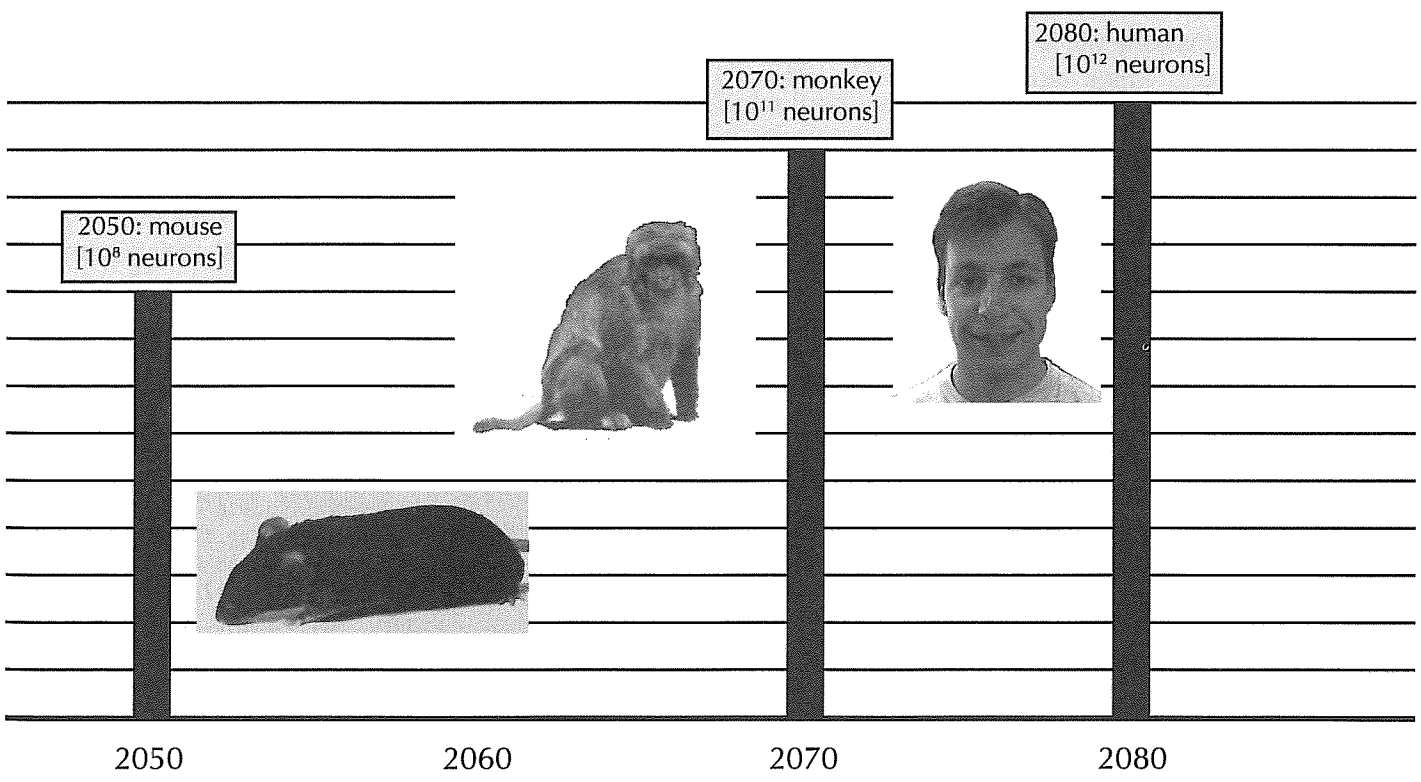 2080: human
[10¹² neurons]
2070: monkey
[10¹¹ neurons]
2050: mouse
[10⁸ neurons]
2050 2060 2070 2080